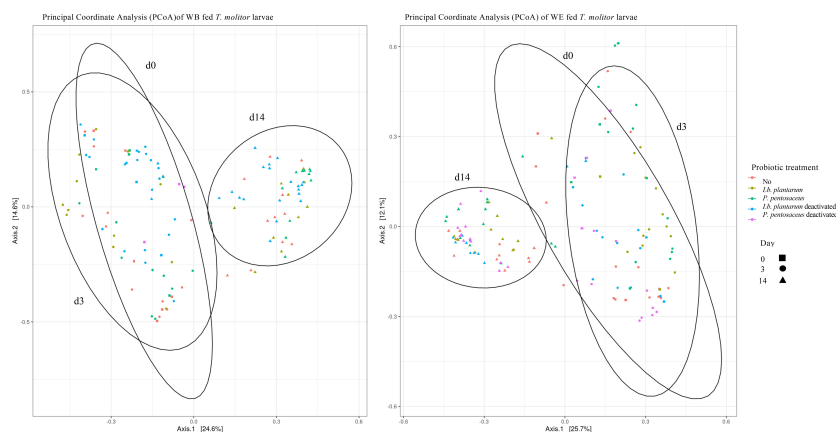 Principal Coordinate Analysis (PCoA)of WB fed T. molitor larvae
d0
d14
d3
0.5
0.0
-0.5
Axis.2 [14.6%]
-0.3
0.0
0.3
0.6
Axis.1 [24.6%]
Principal Coordinate Analysis (PCoA) of WE fed T. molitor larvae
d0
d3
d14
0.6
0.3
0.0
-0.3
-0.6
Axis.2 [12.1%]
-0.6
-0.3
0.0
0.3
0.6
Axis.1 [25.7%]
Probiotic treatment
No
Lb. plantarum
P. pentosaceus
Lb. plantarum deactivated
P. pentosaceus deactivated
Day
0
3
14